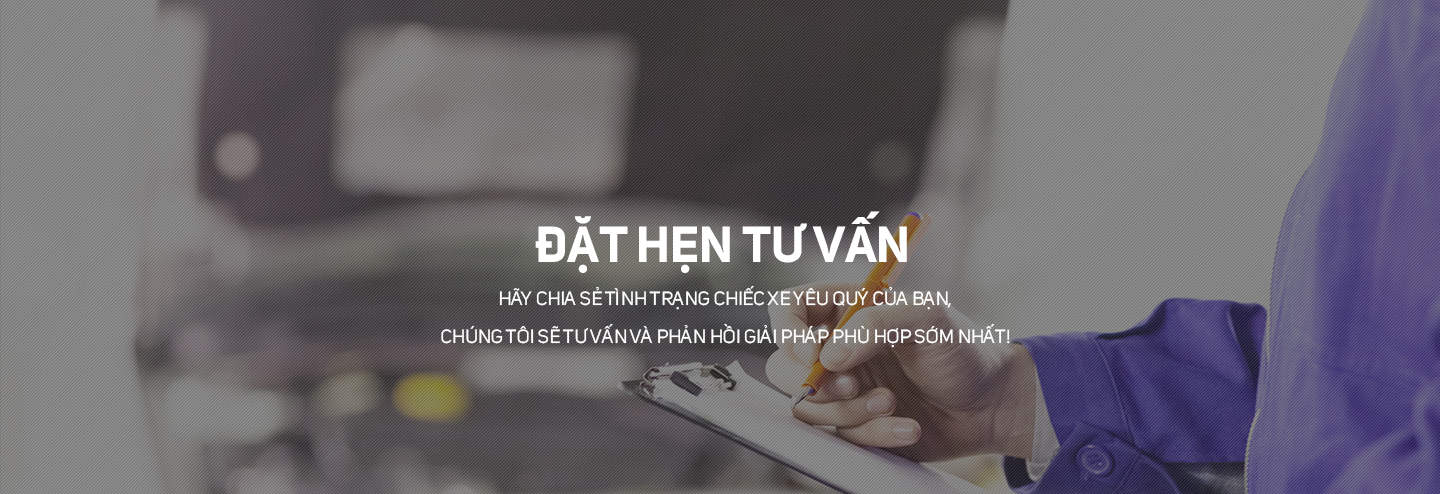 ĐẶT HẸN TƯ VẤN
HÃY CHIA SẺ TÌNH TRẠNG CHIẾC XE YÊU QUÝ CỦA BẠN,
CHÚNG TÔI SẼ TƯ VẤN VÀ PHẢN HỒI GIẢI PHÁP PHÙ HỢP SỚM NHẤT!